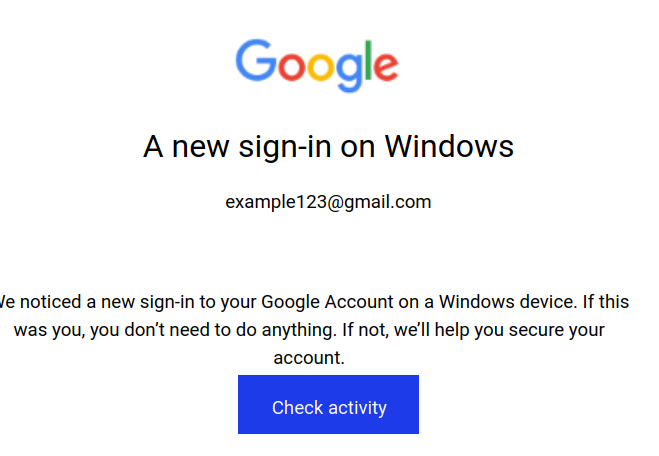 Google
A new sign-in on Windows
example123@gmail.com
We noticed a new sign-in to your Google Account on a Windows device. If this
was you, you don’t need to do anything. If not, we’ll help you secure your
account.
Check activity